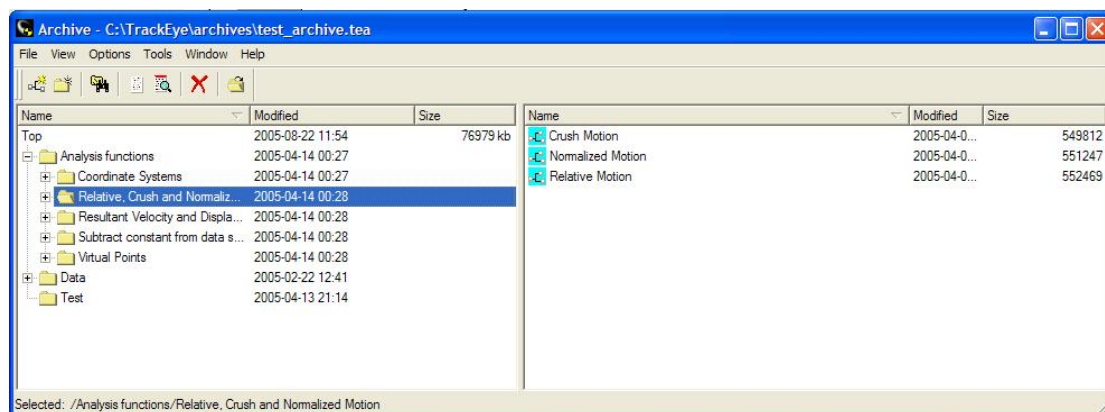 Archive - C:\TrackEye\archives\test_archive.tea
File View Options Tools Window Help
Name Modified Size Name Modified Size
Top 2005-08-22 11:54 76979 kb Crush Motion 2005-04-0... 549812
Analysis functions 2005-04-14 00:27 Normalized Motion 2005-04-0... 551247
Coordinate Systems 2005-04-14 00:27 Relative Motion 2005-04-0... 552469
Relative, Crush and Normaliz... 2005-04-14 00:28
Resultant Velocity and Displa... 2005-04-14 00:28
Subtract constant from data s... 2005-04-14 00:28
Virtual Points 2005-04-14 00:28
Data 2005-02-22 12:41
Test 2005-04-13 21:14
Selected: /Analysis functions/Relative, Crush and Normalized Motion